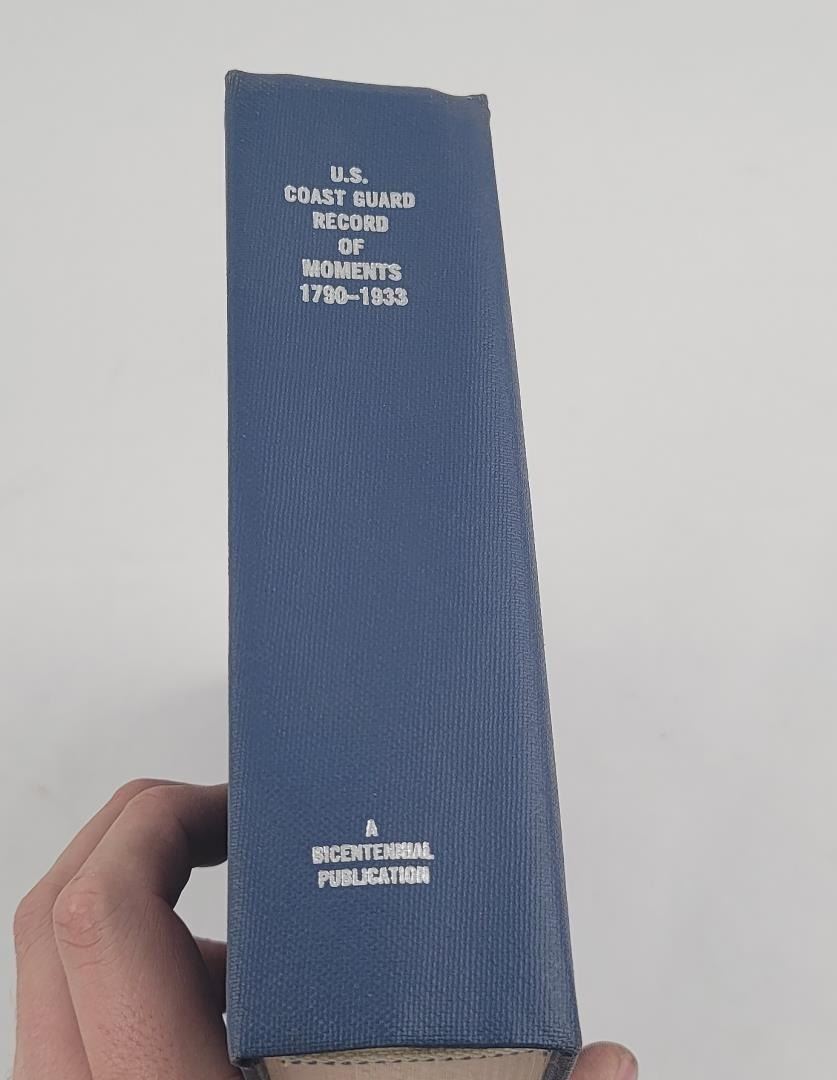 U.S.
COAST GUARD
RECORD
OF
MOMENTS
1790–1933
A
BICENTENNIAL
PUBLICATION